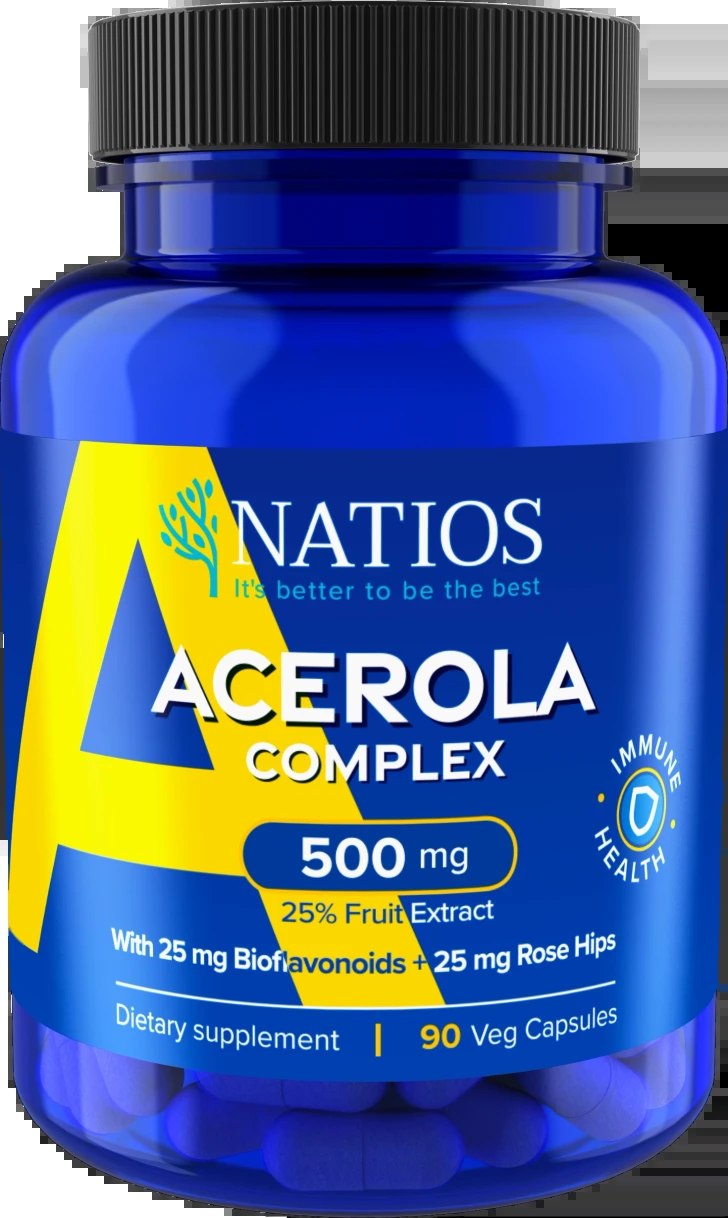 NATIOS
It's better to be the best
ACEROLA
COMPLEX
IMMUNE
HEALTH
500 mg
25% Fruit Extract
With 25 mg Bioflavonoids + 25 mg Rose Hips
Dietary supplement | 90 Veg Capsules